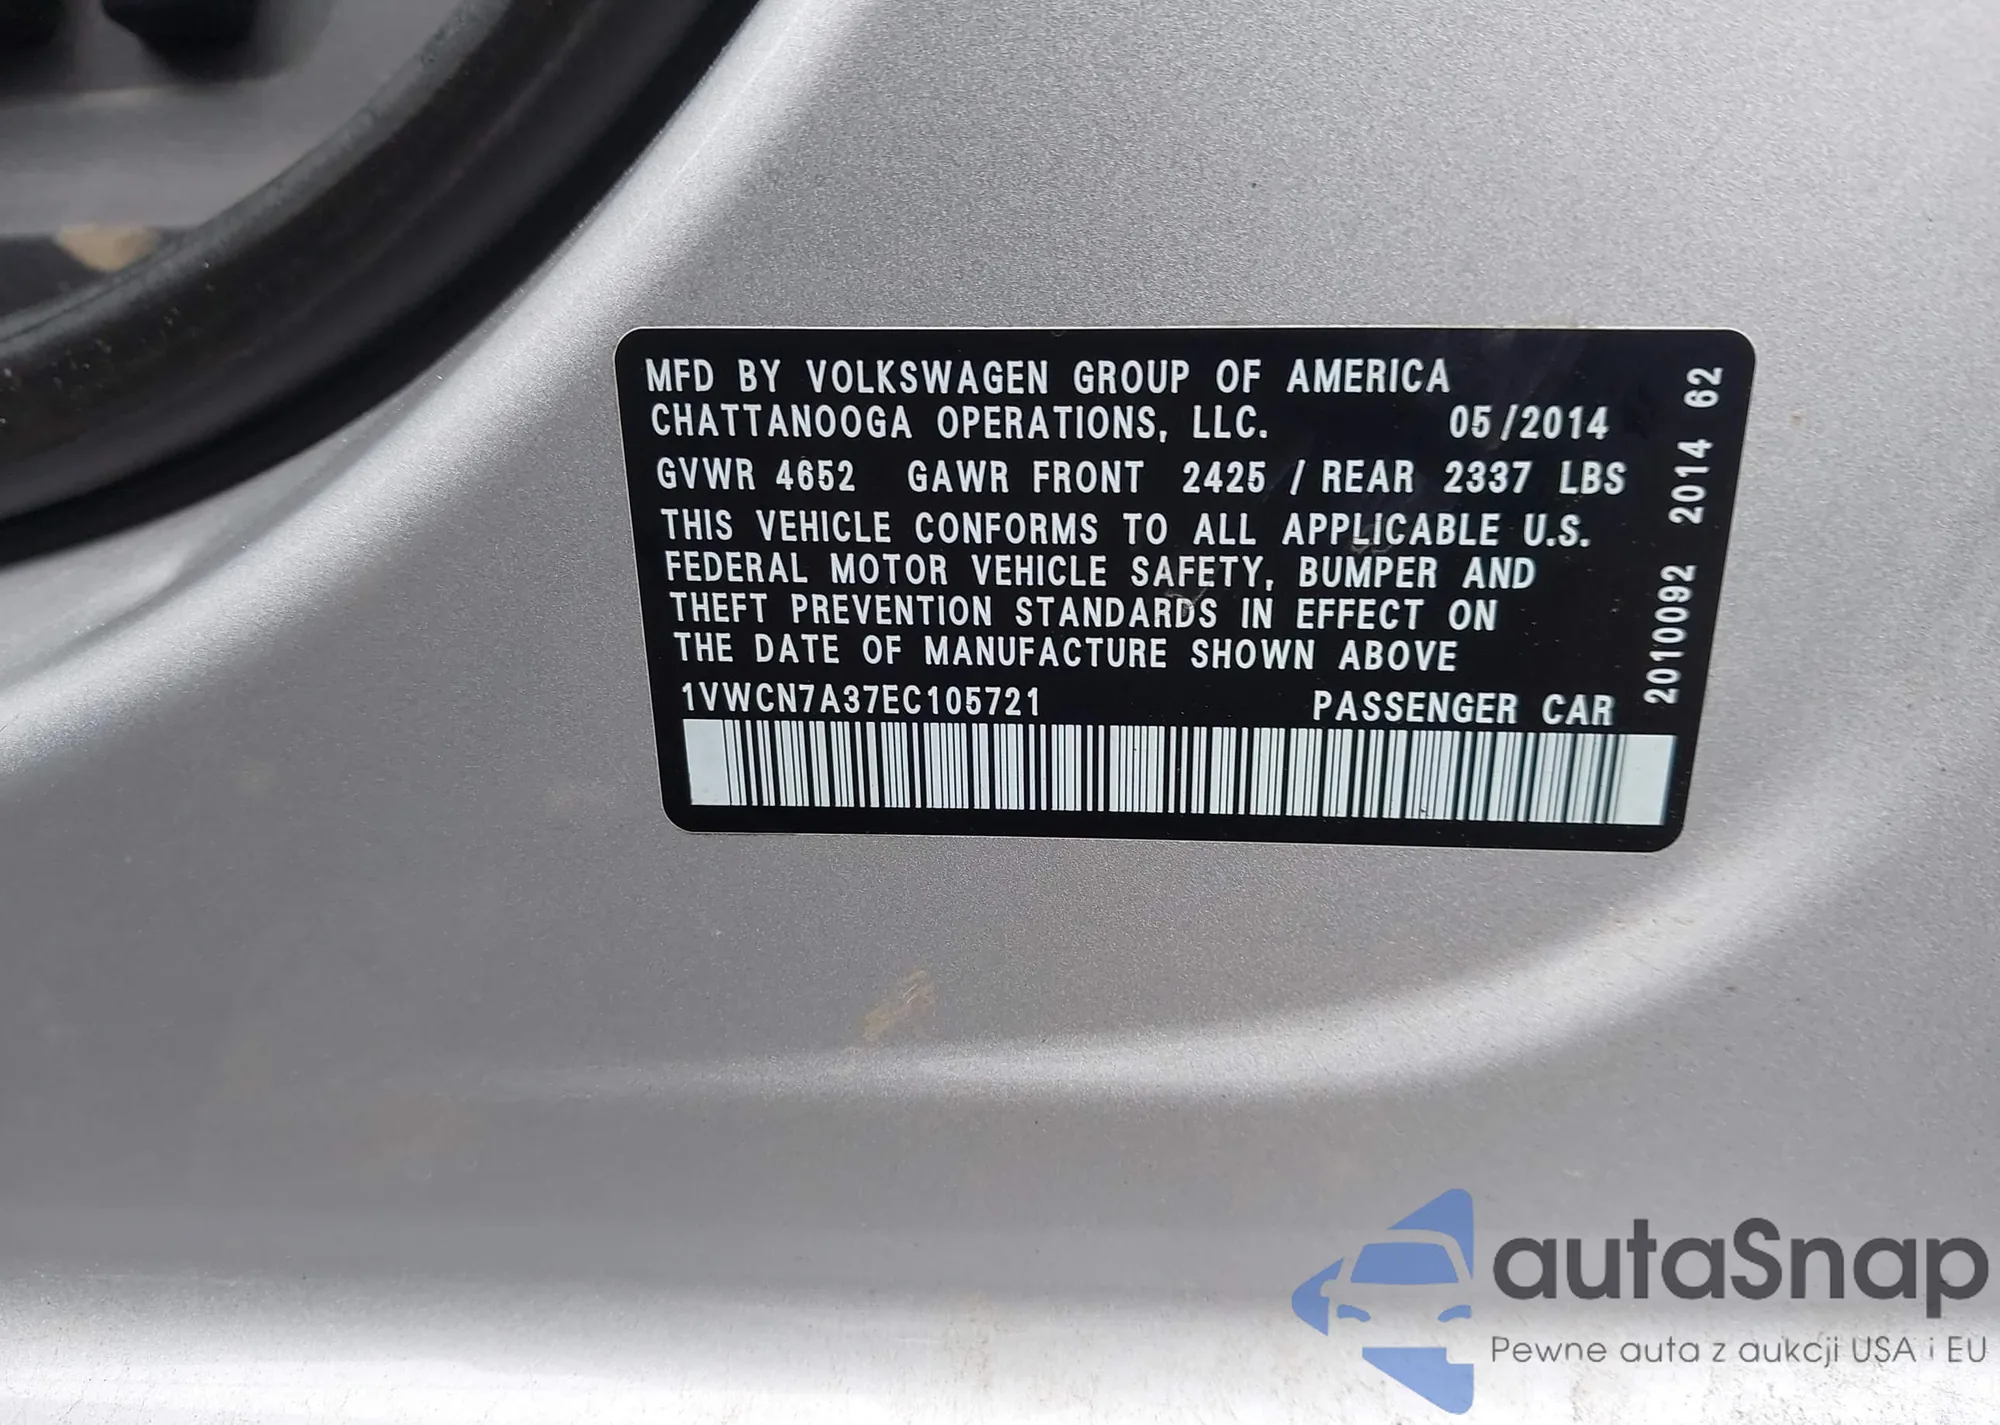 MFD BY VOLKSWAGEN GROUP OF AMERICA
CHATTANOOGA OPERATIONS, LLC. 05/2014
GVWR 4652 GAWR FRONT 2425 / REAR 2337 LBS
THIS VEHICLE CONFORMS TO ALL APPLICABLE U.S.
FEDERAL MOTOR VEHICLE SAFETY, BUMPER AND
THEFT PREVENTION STANDARDS IN EFFECT ON
THE DATE OF MANUFACTURE SHOWN ABOVE
1VWCN7A37EC105721 PASSENGER CAR
2010092 2014 2014 62
autaSnap
Pewne auta z aukcji USA i EU